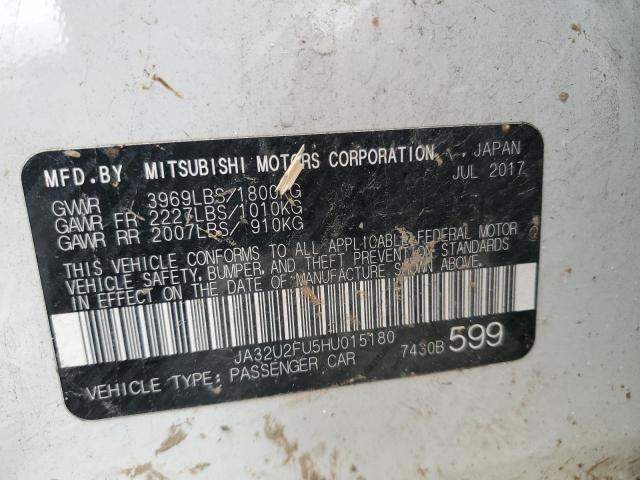 MFD.BY MITSUBISHI MOTORS CORPORATION , JAPAN
JUL 2017
GVWR 3969LBS/1800KG
GAWR FR 2227LBS/1010KG
GAWR RR 2007LBS/ 910KG
THIS VEHICLE CONFORMS TO ALL APPLICABLE FEDERAL MOTOR
VEHICLE SAFETY, BUMPER, AND THEFT PREVENTION STANDARDS
IN EFFECT ON THE DATE OF MANUFACTURE SHOWN ABOVE.
JA32U2FU5HU015180
7430B 599
VEHICLE TYPE: PASSENGER CAR